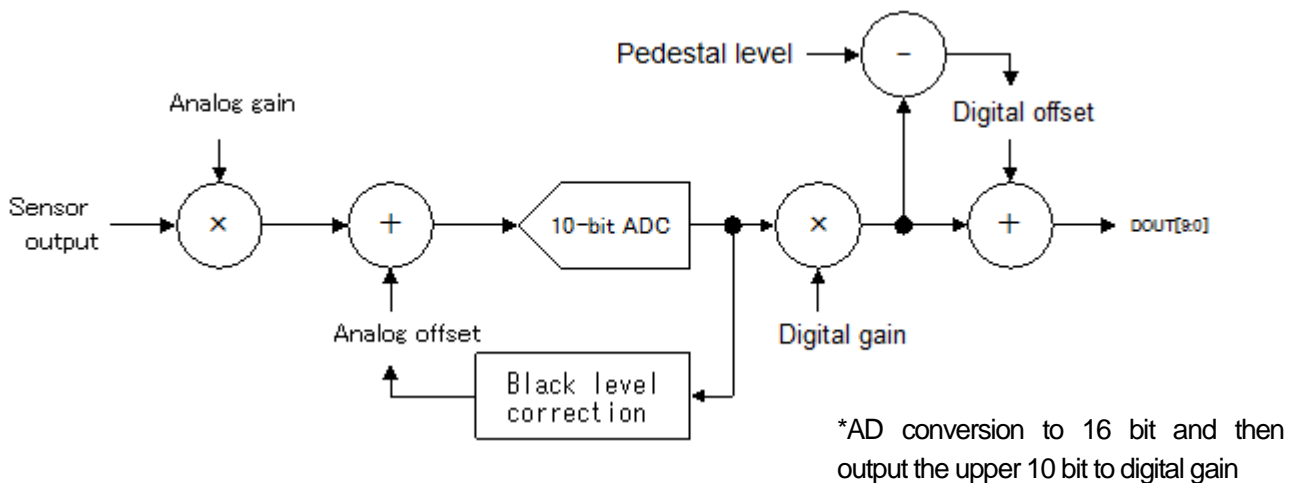 Pedestal level
-
Analog gain
Digital offset
Sensor
output
×
+
10-bit ADC
×
+
DOUT[9:0]
Analog offset
Digital gain
Black level
correction
*AD conversion to 16 bit and then
output the upper 10 bit to digital gain